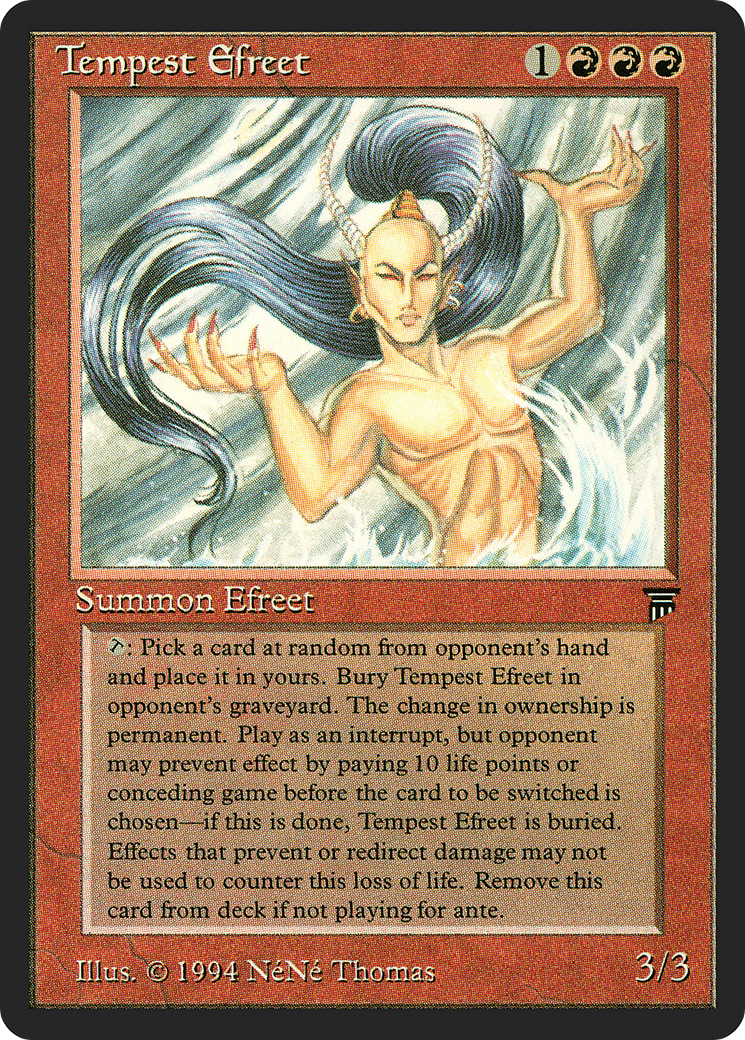 Tempest Efreet 1
Summon Efreet
: Pick a card at random from opponent's hand
and place it in yours. Bury Tempest Efreet in
opponent's graveyard. The change in ownership is
permanent. Play as an interrupt, but opponent
may prevent effect by paying 10 life points or
conceding game before the card to be switched is
chosen—if this is done, Tempest Efreet is buried.
Effects that prevent or redirect damage may not
be used to counter this loss of life. Remove this
card from deck if not playing for ante.
Illus. © 1994 NéNé Thomas 3/3